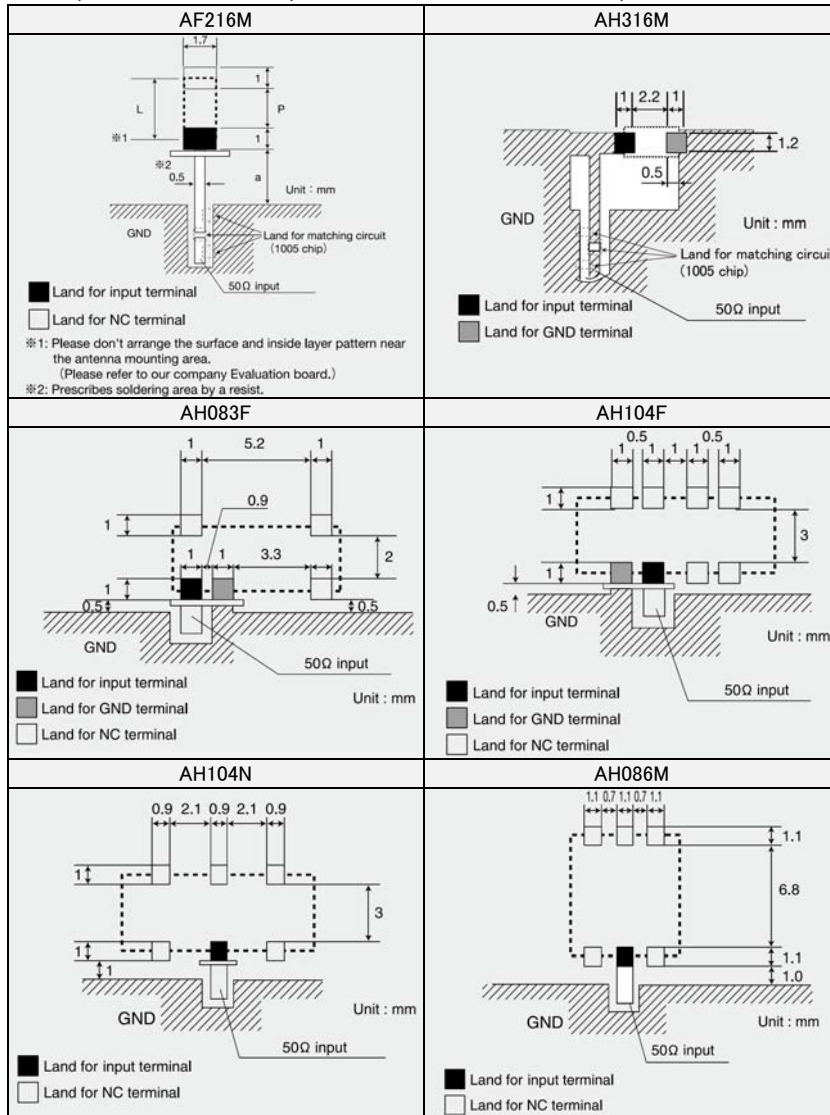 AF216M
1.7
1
L
P
※1
1
※2
0.5
a
Unit : mm
GND
Land for matching circuit
(1005 chip)
50Ω input
Land for input terminal
Land for NC terminal
※1: Please don't arrange the surface and inside layer pattern near
the antenna mounting area.
(Please refer to our company Evaluation board.)
※2: Prescribes soldering area by a resist.
AH316M
1 2.2 1
1.2
0.5
GND
Unit : mm
Land for matching circuit
(1005 chip)
50Ω input
Land for input terminal
Land for GND terminal
AH083F
1 5.2 1
0.9
1
1 1 3.3
2
1
0.5
0.5
GND
50Ω input
Land for input terminal
Unit : mm
Land for GND terminal
Land for NC terminal
AH104F
0.5 0.5
1 1 1 1 1
1
3
1
0.5
GND
Unit : mm
50Ω input
Land for input terminal
Land for GND terminal
Land for NC terminal
AH104N
0.9 2.1 0.9 2.1 0.9
1
3
1
1
GND
Unit : mm
50Ω input
Land for input terminal
Land for NC terminal
AH086M
1.1 0.7 1.1 0.7 1.1
1.1
6.8
1.1
1.0
GND
Unit : mm
50Ω input
Land for input terminal
Land for NC terminal